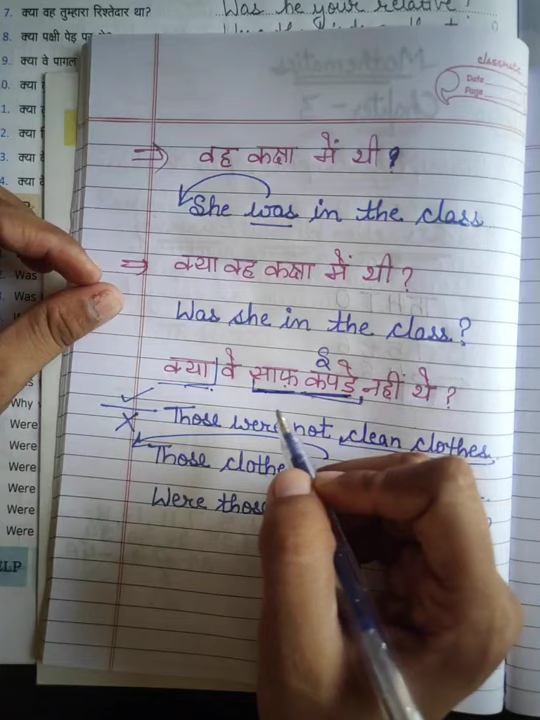 7. क्या वह तुम्हारा रिश्तेदार था?
Was he your relative?
8. क्या पक्षी पेड़ पर
9. क्या वे पागल
classmate
Date
Page
⇒ वह कक्षा में थी?
She was in the class
⇒ क्या वह कक्षा में थी?
Was she in the class?
क्या वे साफ़ कपड़े नहीं थे?
Those were not clean clothes.
Those clothe
Were those
Was
Was
Why
Were
Were
Were
Were
Were
ELP